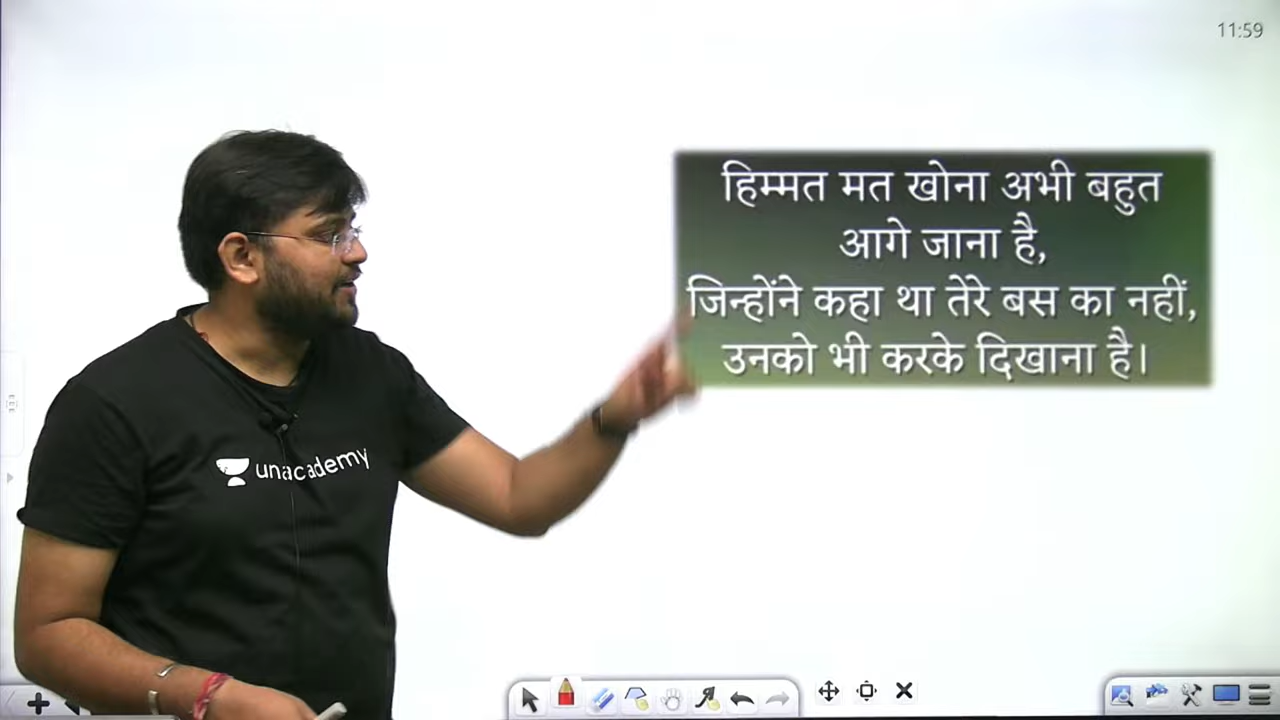 11:59
हिम्मत मत खोना अभी बहुत
आगे जाना है,
जिन्होंने कहा था तेरे बस का नहीं,
उनको भी करके दिखाना है।
unacademy